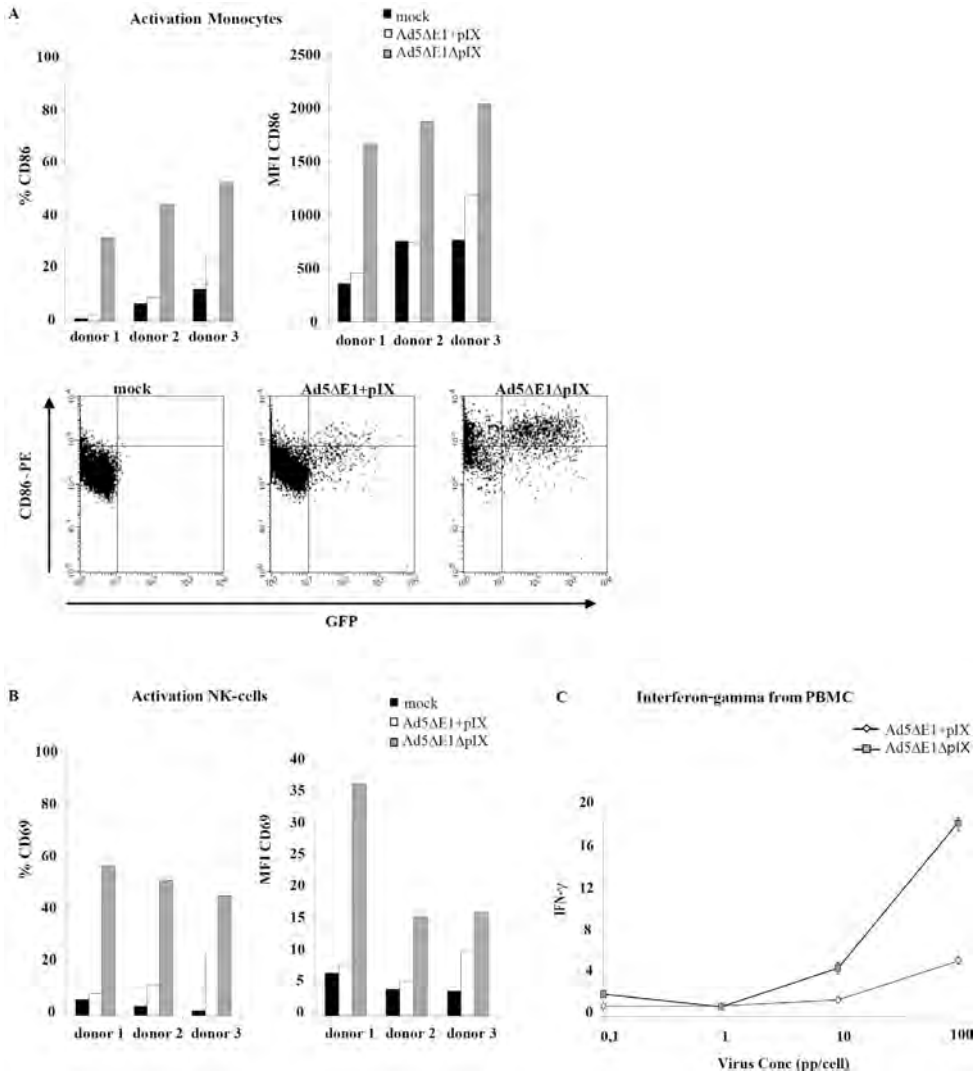 A
Activation Monocytes
mock
Ad5ΔE1+pIX
Ad5ΔE1ΔpIX
% CD86
100
80
60
40
20
0
donor 1 donor 2 donor 3
MFI CD86
2500
2000
1500
1000
500
0
donor 1 donor 2 donor 3
mock
Ad5ΔE1+pIX
Ad5ΔE1ΔpIX
CD86-PE
GFP
B
Activation NK-cells
mock
Ad5ΔE1+pIX
Ad5ΔE1ΔpIX
% CD69
100
80
60
40
20
0
donor 1 donor 2 donor 3
MFI CD69
40
35
30
25
20
15
10
5
0
donor 1 donor 2 donor 3
C
Interferon-gamma from PBMC
Ad5ΔE1+pIX
Ad5ΔE1ΔpIX
IFN-γ
20
16
12
8
4
0
0,1 1 10 100
Virus Conc (pp/cell)